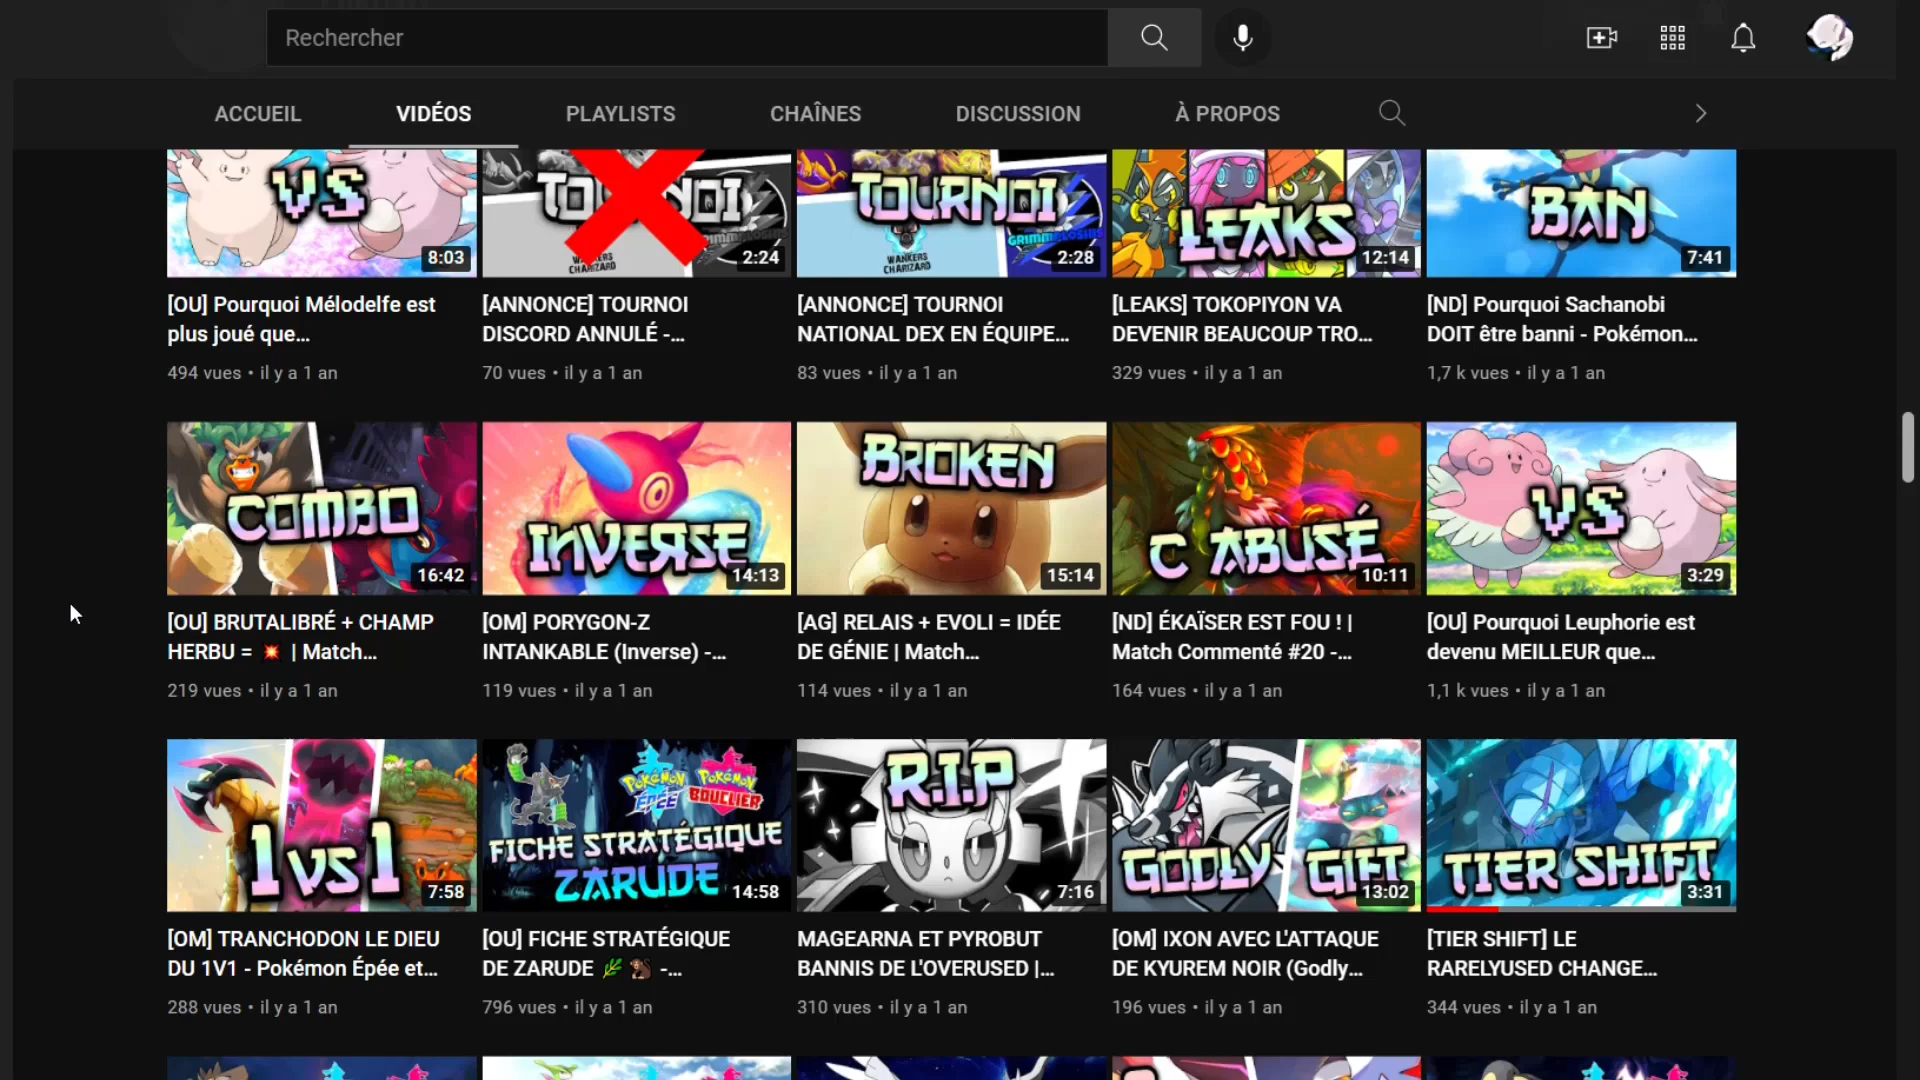 Rechercher
ACCUEIL VIDÉOS PLAYLISTS CHAÎNES DISCUSSION À PROPOS
VS
8:03
TOURNOI
WANKERS
CHARIZARD
2:24
TOURNOI
WANKERS
CHARIZARD
2:28
LEAKS
12:14
BAN
7:41
[OU] Pourquoi Mélodelfe est
plus joué que...
494 vues • il y a 1 an
[ANNONCE] TOURNOI
DISCORD ANNULÉ -...
70 vues • il y a 1 an
[ANNONCE] TOURNOI
NATIONAL DEX EN ÉQUIPE...
83 vues • il y a 1 an
[LEAKS] TOKOPIYON VA
DEVENIR BEAUCOUP TRO...
329 vues • il y a 1 an
[ND] Pourquoi Sachanobi
DOIT être banni - Pokémon...
1,7 k vues • il y a 1 an
COMBO
16:42
INVERSE
14:13
BROKEN
15:14
C ABUSÉ
10:11
VS
3:29
[OU] BRUTALIBRÉ + CHAMP
HERBU = 💥 | Match...
219 vues • il y a 1 an
[OM] PORYGON-Z
INTANKABLE (Inverse) -...
119 vues • il y a 1 an
[AG] RELAIS + EVOLI = IDÉE
DE GÉNIE | Match...
114 vues • il y a 1 an
[ND] ÉKAÏSER EST FOU ! |
Match Commenté #20 -...
164 vues • il y a 1 an
[OU] Pourquoi Leuphorie est
devenu MEILLEUR que...
1,1 k vues • il y a 1 an
1 VS 1
7:58
POKÉMON ÉPÉE
POKÉMON BOUCLIER
FICHE STRATÉGIQUE
ZARUDE
14:58
R.I.P
7:16
GODLY GIFT
13:02
TIER SHIFT
3:31
[OM] TRANCHODON LE DIEU
DU 1V1 - Pokémon Épée et...
288 vues • il y a 1 an
[OU] FICHE STRATÉGIQUE
DE ZARUDE 🌿🐒 -...
796 vues • il y a 1 an
MAGEARNA ET PYROBUT
BANNIS DE L'OVERUSED |...
310 vues • il y a 1 an
[OM] IXON AVEC L'ATTAQUE
DE KYUREM NOIR (Godly...
196 vues • il y a 1 an
[TIER SHIFT] LE
RARELYUSED CHANGE...
344 vues • il y a 1 an